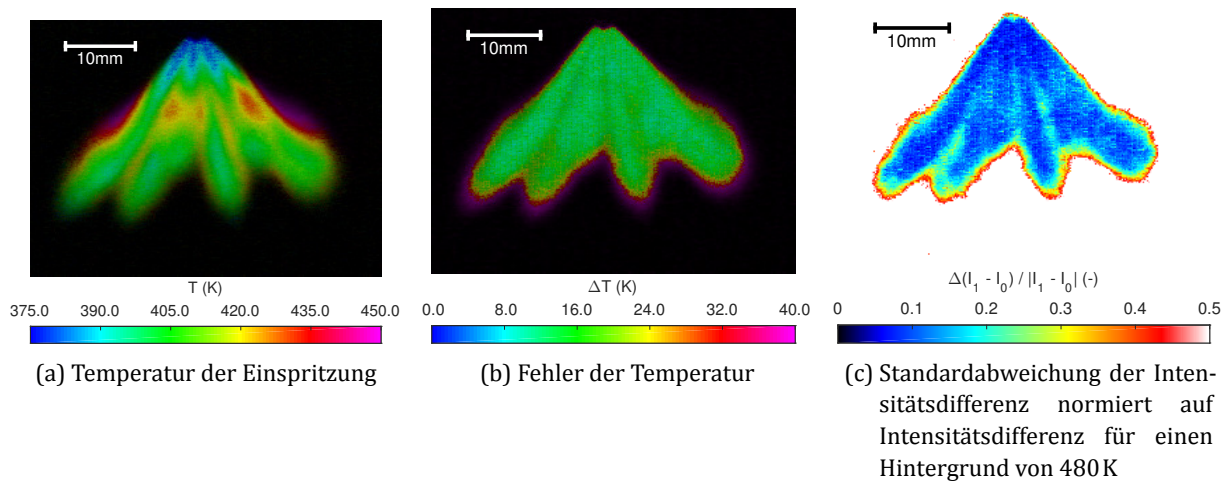 10mm
10mm
10mm
T (K)
375.0 390.0 405.0 420.0 435.0 450.0
(a) Temperatur der Einspritzung
ΔT (K)
0.0 8.0 16.0 24.0 32.0 40.0
(b) Fehler der Temperatur
Δ(I₁ - I₀) / |I₁ - I₀| (-)
0 0.1 0.2 0.3 0.4 0.5
(c) Standardabweichung der Inten-
sitätsdifferenz normiert auf
Intensitätsdifferenz für einen
Hintergrund von 480 K